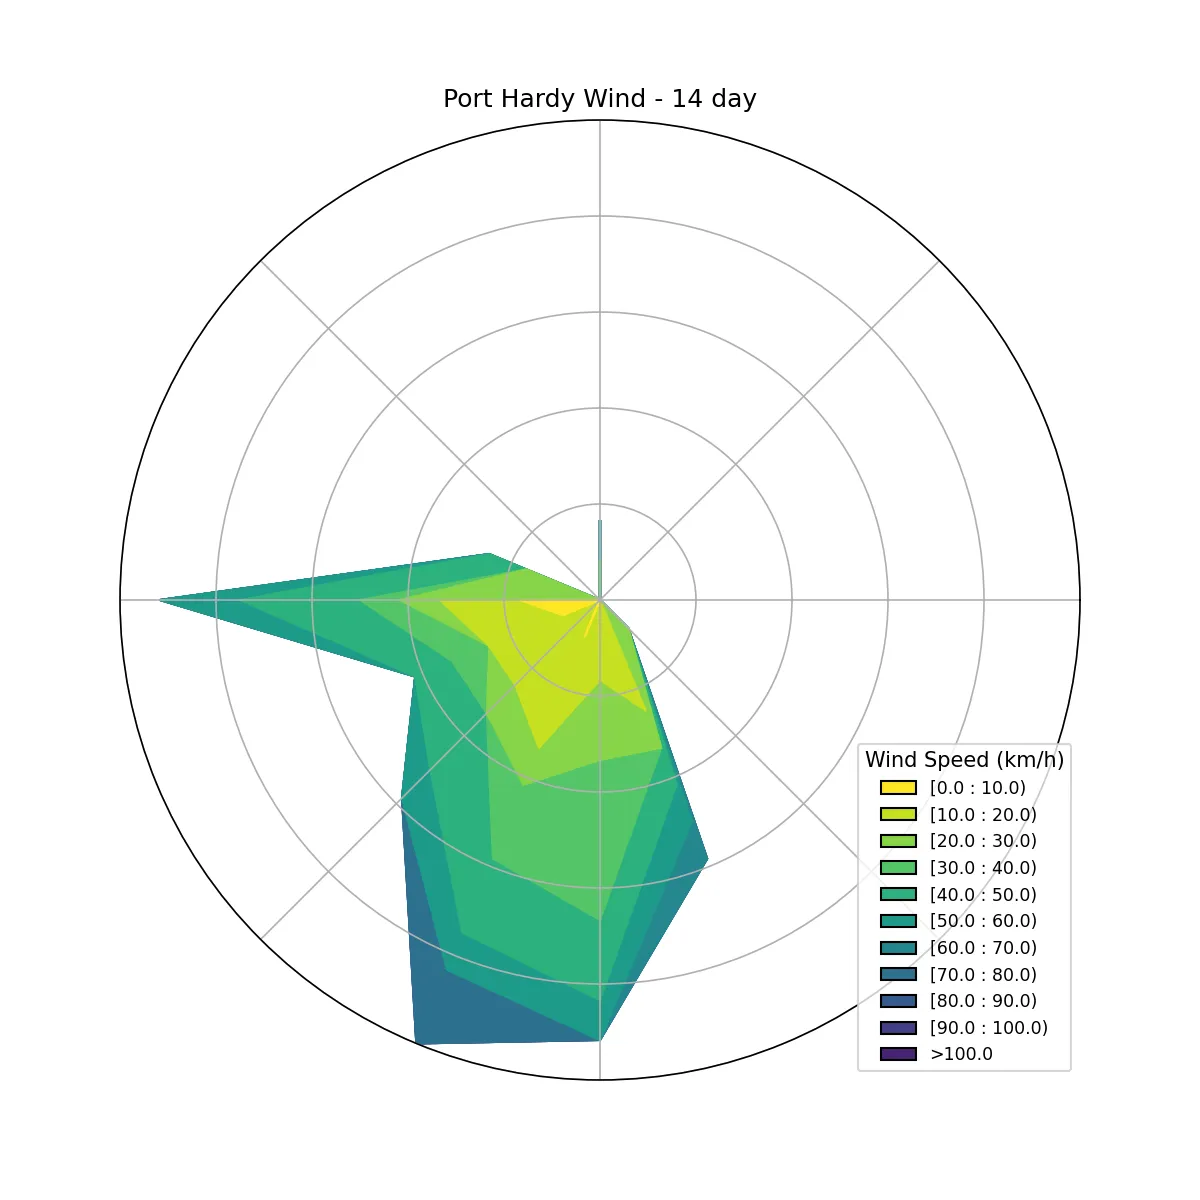 Port Hardy Wind - 14 day
Wind Speed (km/h)
[0.0 : 10.0)
[10.0 : 20.0)
[20.0 : 30.0)
[30.0 : 40.0)
[40.0 : 50.0)
[50.0 : 60.0)
[60.0 : 70.0)
[70.0 : 80.0)
[80.0 : 90.0)
[90.0 : 100.0)
>100.0